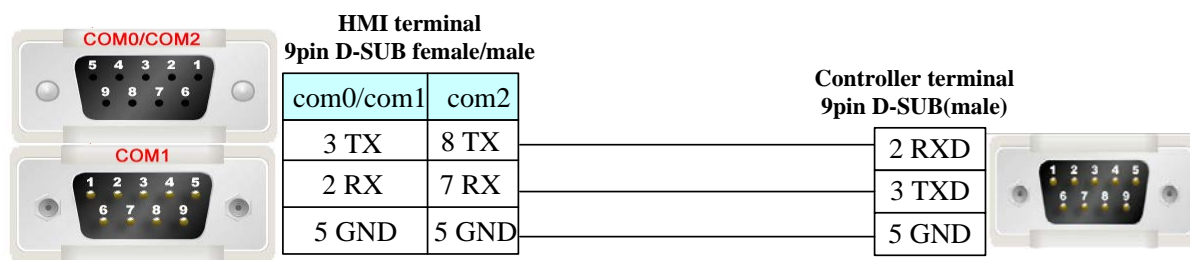 HMI terminal
9pin D-SUB female/male
COM0/COM2
5 4 3 2 1
9 8 7 6
COM1
1 2 3 4 5
6 7 8 9
com0/com1 com2
3 TX 8 TX
2 RX 7 RX
5 GND 5 GND
Controller terminal
9pin D-SUB(male)
2 RXD
3 TXD
5 GND
1 2 3 4 5
6 7 8 9